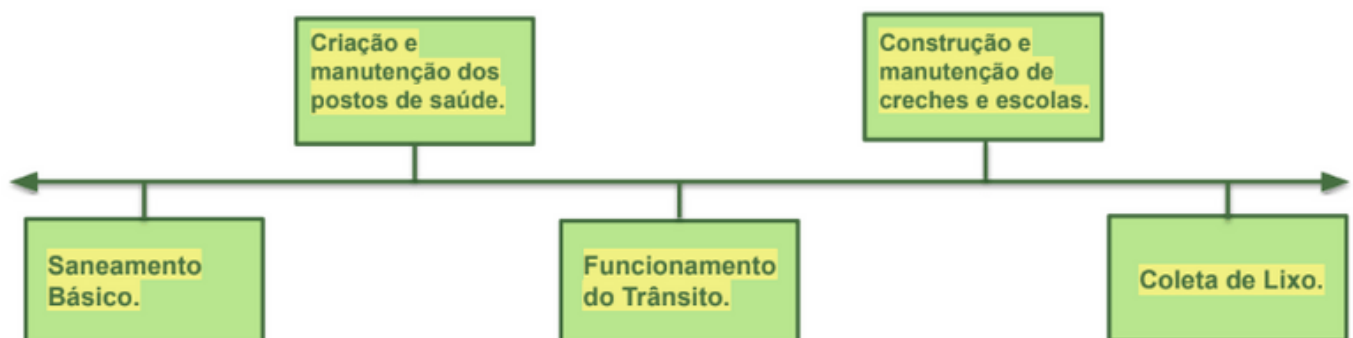 Criação e
manutenção dos
postos de saúde.
Construção e
manutenção de
creches e escolas.
Saneamento
Básico.
Funcionamento
do Trânsito.
Coleta de Lixo.